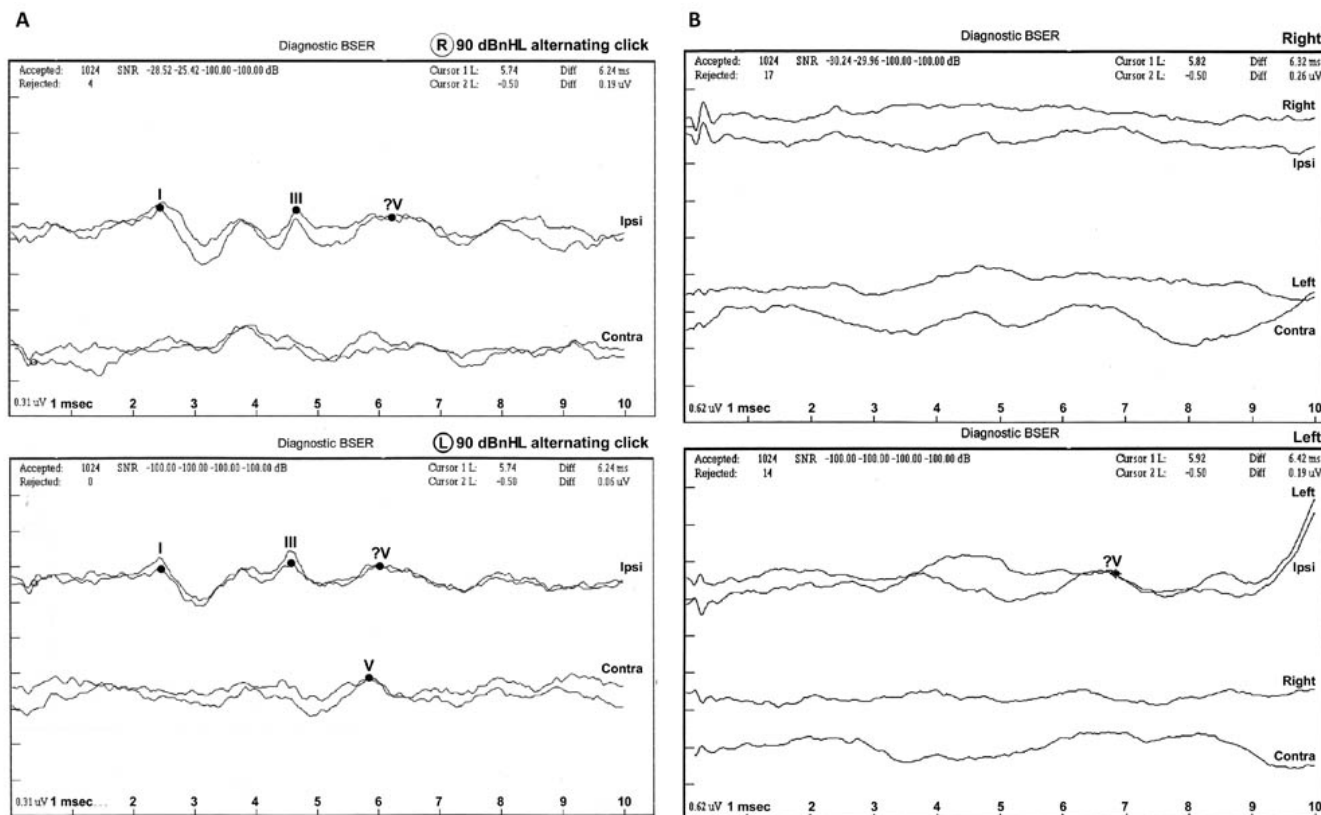 A
Diagnostic BSER
R 90 dBnHL alternating click
Accepted: 1024 SNR -28.52 -25.42 -100.00 -100.00 dB Cursor 1 L: 5.74 Diff 6.24 ms
Rejected: 4 Cursor 2 L: -0.50 Diff 0.19 uV
I III ?V
Ipsi
Contra
0.31 uV 1 msec 2 3 4 5 6 7 8 9 10
Diagnostic BSER
L 90 dBnHL alternating click
Accepted: 1024 SNR -100.00 -100.00 -100.00 -100.00 dB Cursor 1 L: 5.74 Diff 6.24 ms
Rejected: 0 Cursor 2 L: -0.50 Diff 0.06 uV
I III ?V
Ipsi
Contra
V
0.31 uV 1 msec... 2 3 4 5 6 7 8 9 10
B
Diagnostic BSER
Right
Accepted: 1024 SNR -30.24 -29.96 -100.00 -100.00 dB Cursor 1 L: 5.82 Diff 6.32 ms
Rejected: 17 Cursor 2 L: -0.50 Diff 0.26 uV
Right
Ipsi
Left
Contra
0.62 uV 1 msec 2 3 4 5 6 7 8 9 10
Diagnostic BSER
Left
Accepted: 1024 SNR -100.00 -100.00 -100.00 -100.00 dB Cursor 1 L: 5.92 Diff 6.42 ms
Rejected: 14 Cursor 2 L: -0.50 Diff 0.19 uV
Left
?V
Ipsi
Right
Contra
0.62 uV 1 msec 2 3 4 5 6 7 8 9 10